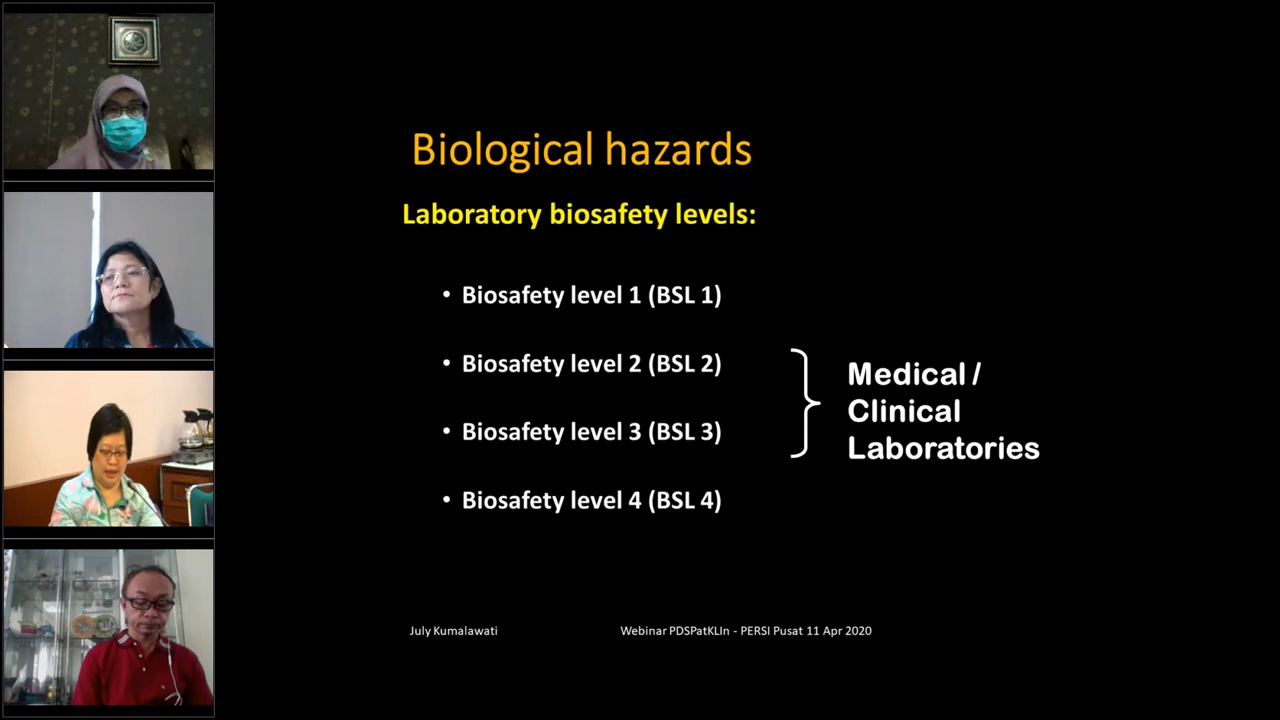 Biological hazards
Laboratory biosafety levels:
• Biosafety level 1 (BSL 1)
• Biosafety level 2 (BSL 2)
• Biosafety level 3 (BSL 3)
• Biosafety level 4 (BSL 4)
Medical /
Clinical
Laboratories
July Kumalawati
Webinar PDSPatKLIn - PERSI Pusat 11 Apr 2020